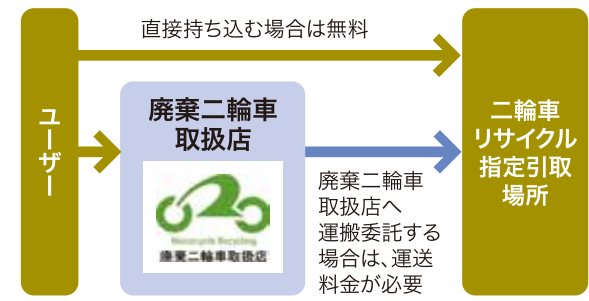 直接持ち込む場合は無料
ユーザー
廃棄二輪車
取扱店
Motorcycle Recycling
廃棄二輪車取扱店
廃棄二輪車
取扱店へ
運搬委託する
場合は、運送
料金が必要
二輪車
リサイクル
指定引取
場所